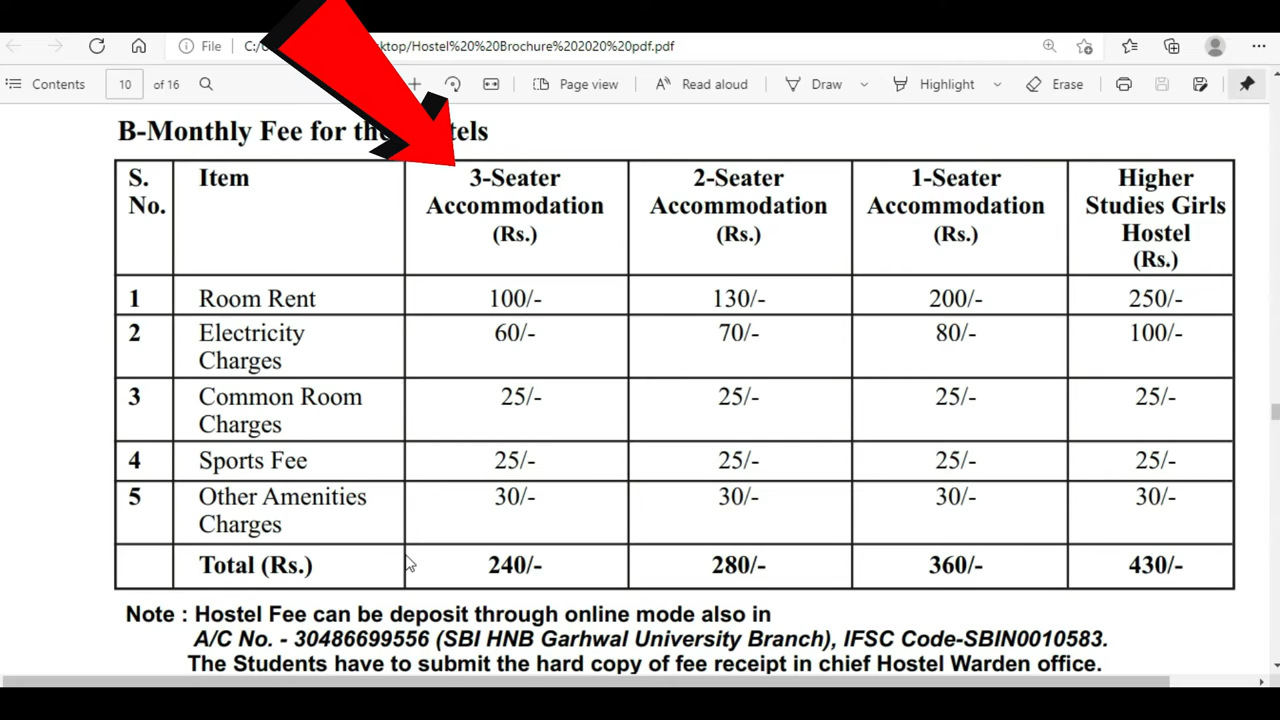 File C:/ ktop/Hostel%20%20Brochure%202020%20pdf.pdf
Contents 10 of 16 Page view Read aloud Draw Highlight Erase
B-Monthly Fee for
S. No. Item 3-Seater Accommodation (Rs.) 2-Seater Accommodation (Rs.) 1-Seater Accommodation (Rs.) Higher Studies Girls Hostel (Rs.)
1 Room Rent 100/- 130/- 200/- 250/-
2 Electricity Charges 60/- 70/- 80/- 100/-
3 Common Room Charges 25/- 25/- 25/- 25/-
4 Sports Fee 25/- 25/- 25/- 25/-
5 Other Amenities Charges 30/- 30/- 30/- 30/-
Total (Rs.) 240/- 280/- 360/- 430/-
Note : Hostel Fee can be deposit through online mode also in
A/C No. - 30486699556 (SBI HNB Garhwal University Branch), IFSC Code-SBIN0010583.
The Students have to submit the hard copy of fee receipt in chief Hostel Warden office.